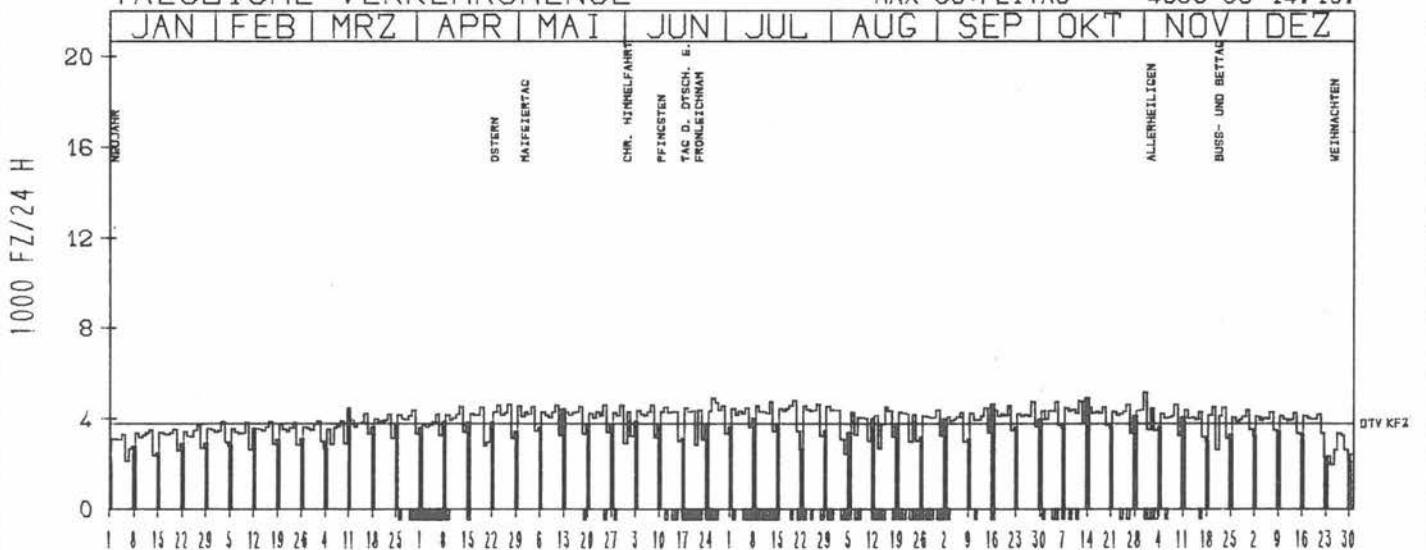 JAN FEB MRZ APR MAI JUN JUL AUG SEP OKT NOV DEZ
20
16
12
8
4
0
1000 FZ/24 H
NEUJAHR
OSTERN
MAIFEIERTAG
CHR. HIMMELFAHRT
PFINGSTEN
TAG D. DTSCH. E.
FRONLEICHNAM
ALLERHEILIGEN
BUSS- UND BETTAG
WEIHNACHTEN
DTV KFZ
1 8 15 22 29 5 12 19 26 4 11 18 25 1 8 15 22 29 6 13 20 27 3 10 17 24 1 8 15 22 29 5 12 19 26 2 9 16 23 30 7 14 21 28 4 11 18 25 2 9 16 23 30